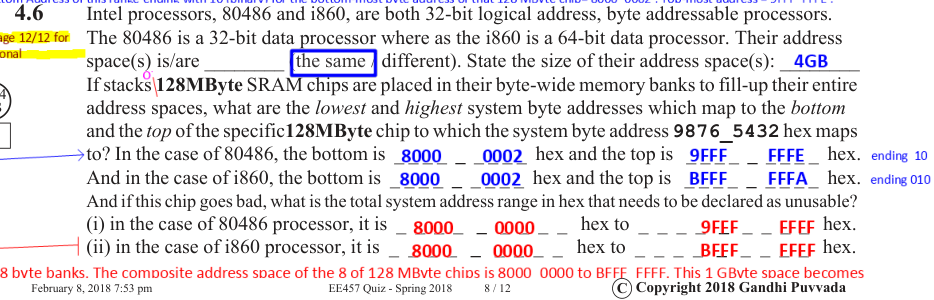 4.6 Intel processors, 80486 and i860, are both 32-bit logical address, byte addressable processors.
age 12/12 for The 80486 is a 32-bit data processor where as the i860 is a 64-bit data processor. Their address
onal space(s) is/are ________ (the same / different). State the size of their address space(s): 4GB
If stacks o 128MByte SRAM chips are placed in their byte-wide memory banks to fill-up their entire
address spaces, what are the lowest and highest system byte addresses which map to the bottom
and the top of the specific 128MByte chip to which the system byte address 9876_5432 hex maps
to? In the case of 80486, the bottom is 8000 _ 0002 hex and the top is 9FFF _ FFFE hex. ending 10
And in the case of i860, the bottom is 8000 _ 0002 hex and the top is BFFF _ FFFA hex. ending 010
And if this chip goes bad, what is the total system address range in hex that needs to be declared as unusable?
(i) in the case of 80486 processor, it is 8000 _ 0000 hex to 9FFF _ FFFF hex.
(ii) in the case of i860 processor, it is 8000 _ 0000 hex to BFFF _ FFFF hex.
8 byte banks. The composite address space of the 8 of 128 MByte chips is 8000 0000 to BFFF FFFF. This 1 GByte space becomes
February 8, 2018 7:53 pm EE457 Quiz - Spring 2018 8 / 12 © Copyright 2018 Gandhi Puvvada